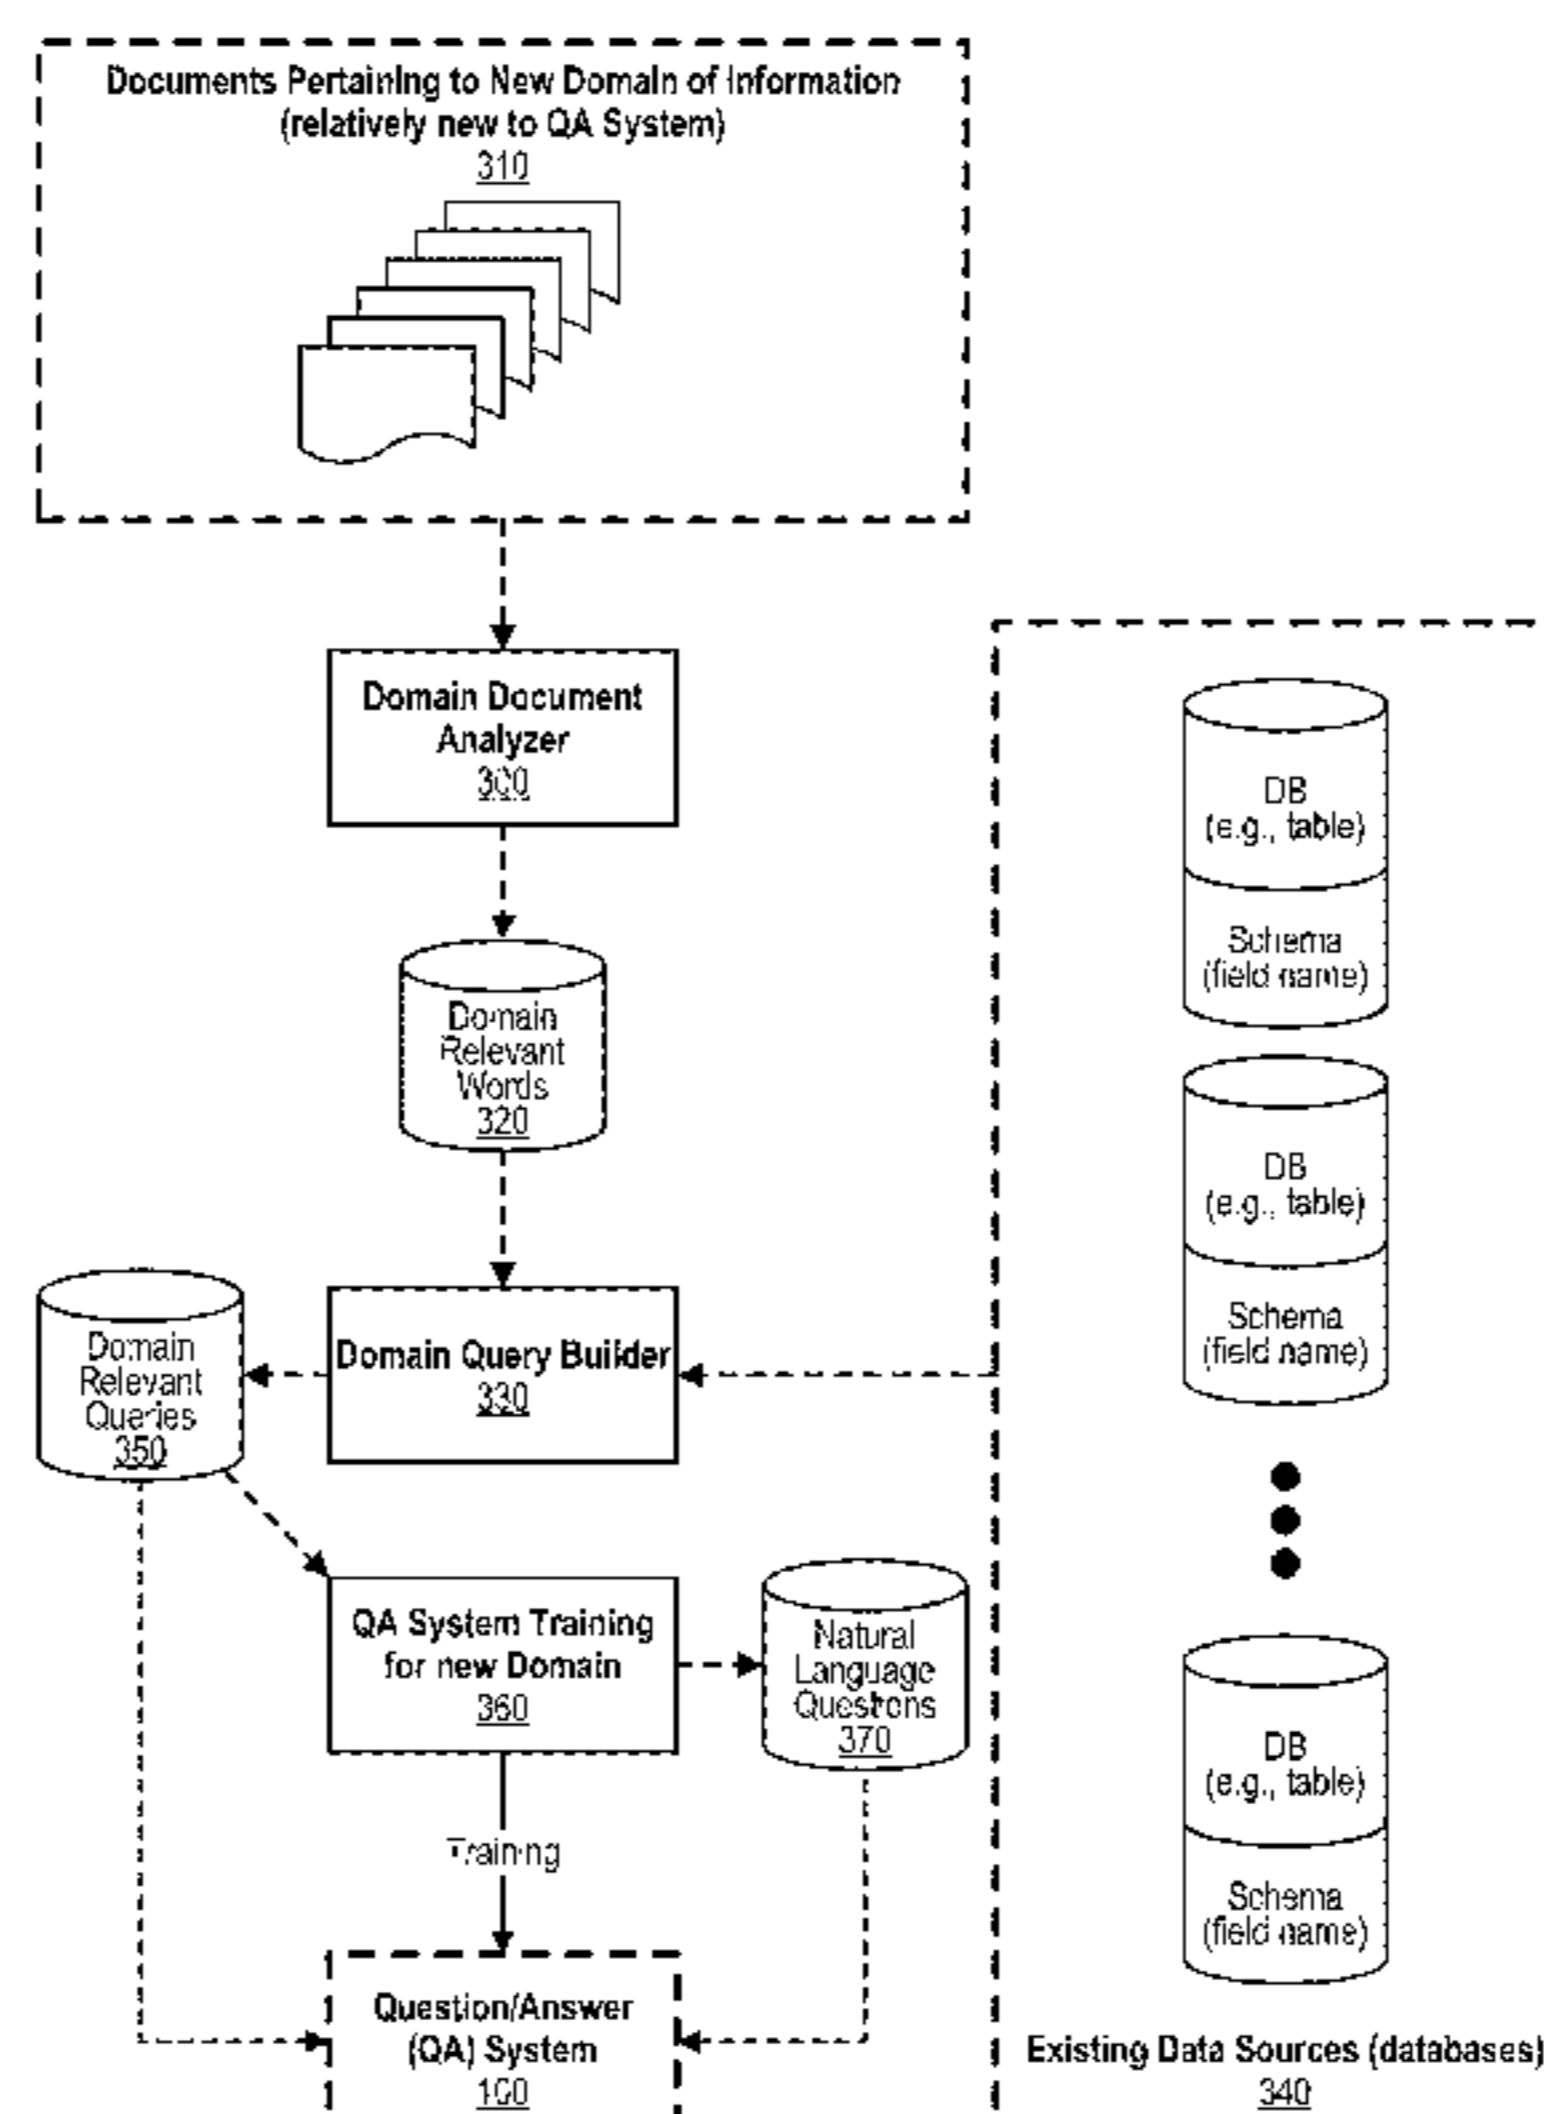 Documents Pertaining to New Domain of Information
(relatively new to QA System)
310
Domain Document
Analyzer
300
Domain
Relevant
Words
320
Domain Query Builder
330
Domain
Relevant
Queries
350
QA System Training
for new Domain
360
Natural
Language
Questions
370
Training
Question/Answer
(QA) System
100
DB
(e.g., table)
Schema
(field name)
DB
(e.g., table)
Schema
(field name)
DB
(e.g., table)
Schema
(field name)
Existing Data Sources (databases)
340